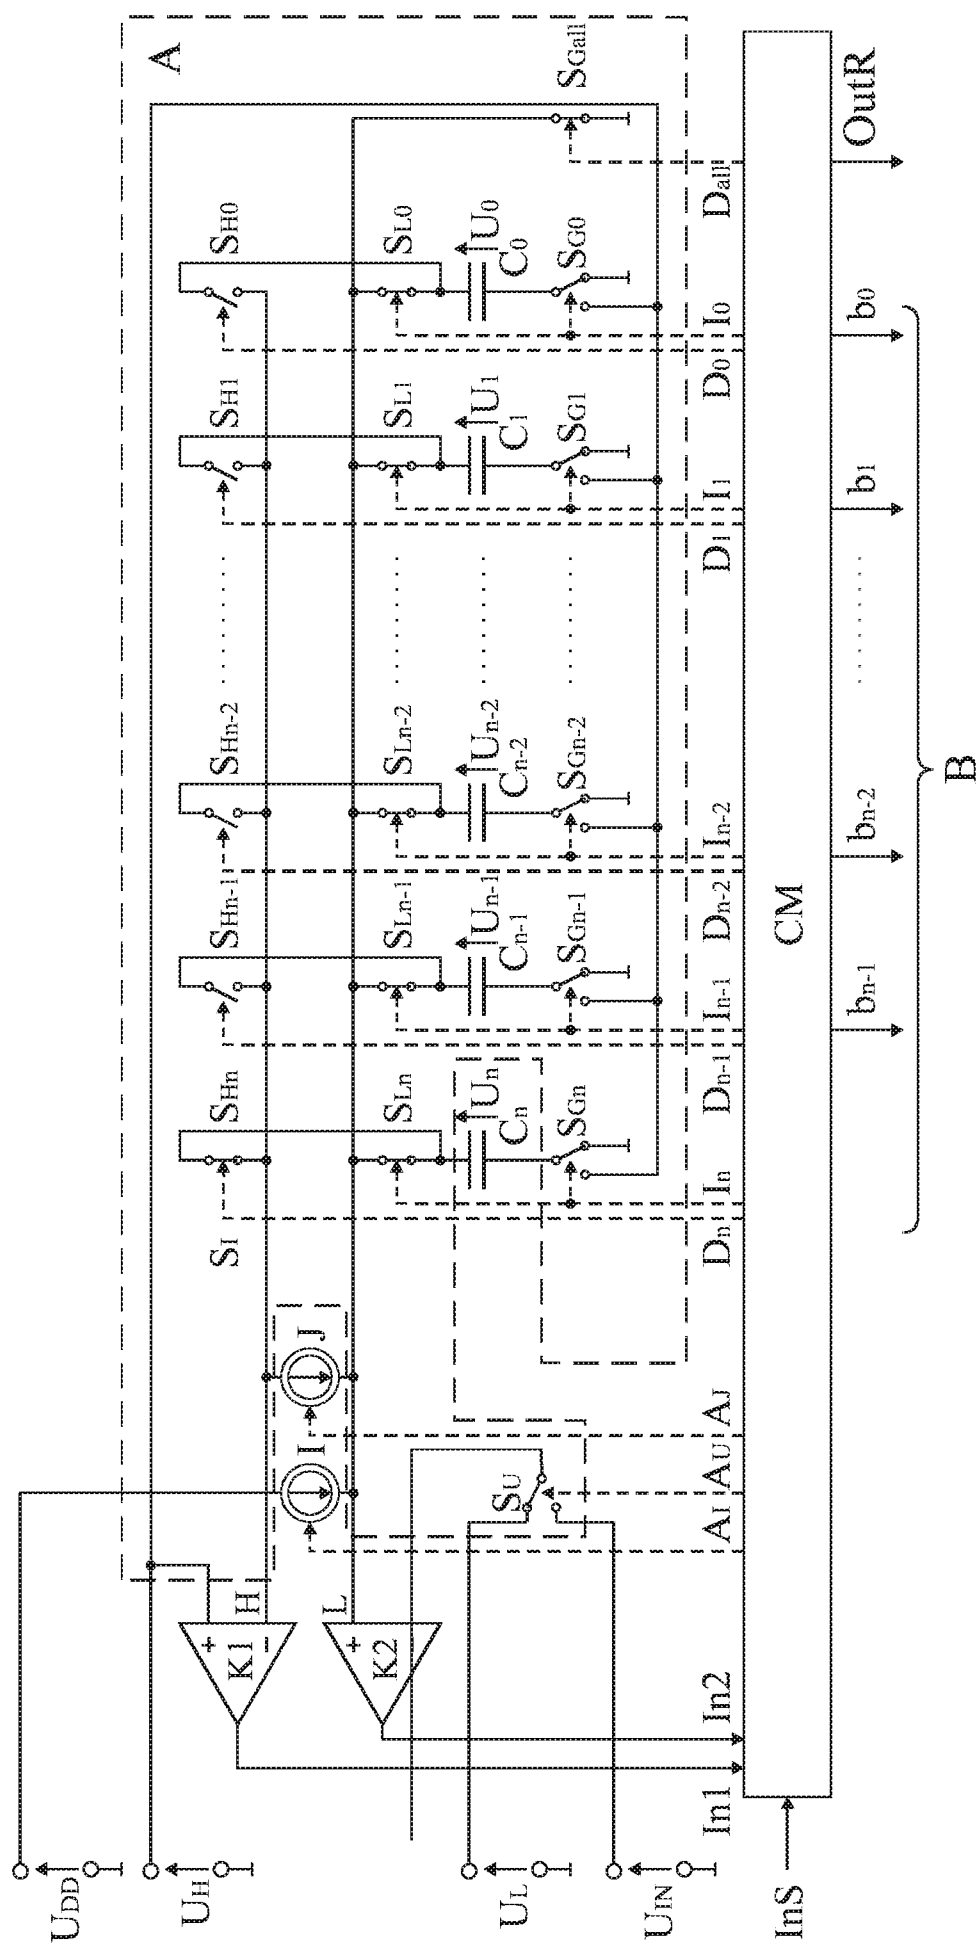 A
SHn SHn-1 SHn-2 SH1 SH0
SI
I J
UDD
UH
UL
UIN
InS
+ − K1 H
+ K2 L
SLn SLn-1 SLn-2 SL1 SL0
Un Un-1 Un-2 U1 U0
Cn Cn-1 Cn-2 C1 C0
SU
SGn SGn-1 SGn-2 SG1 SG0 SGall
In1 In2 AI AU AJ
Dn In Dn-1 In-1 Dn-2 In-2 D1 I1 D0 I0 Dall
CM
bn-1 bn-2 b1 b0 OutR
B